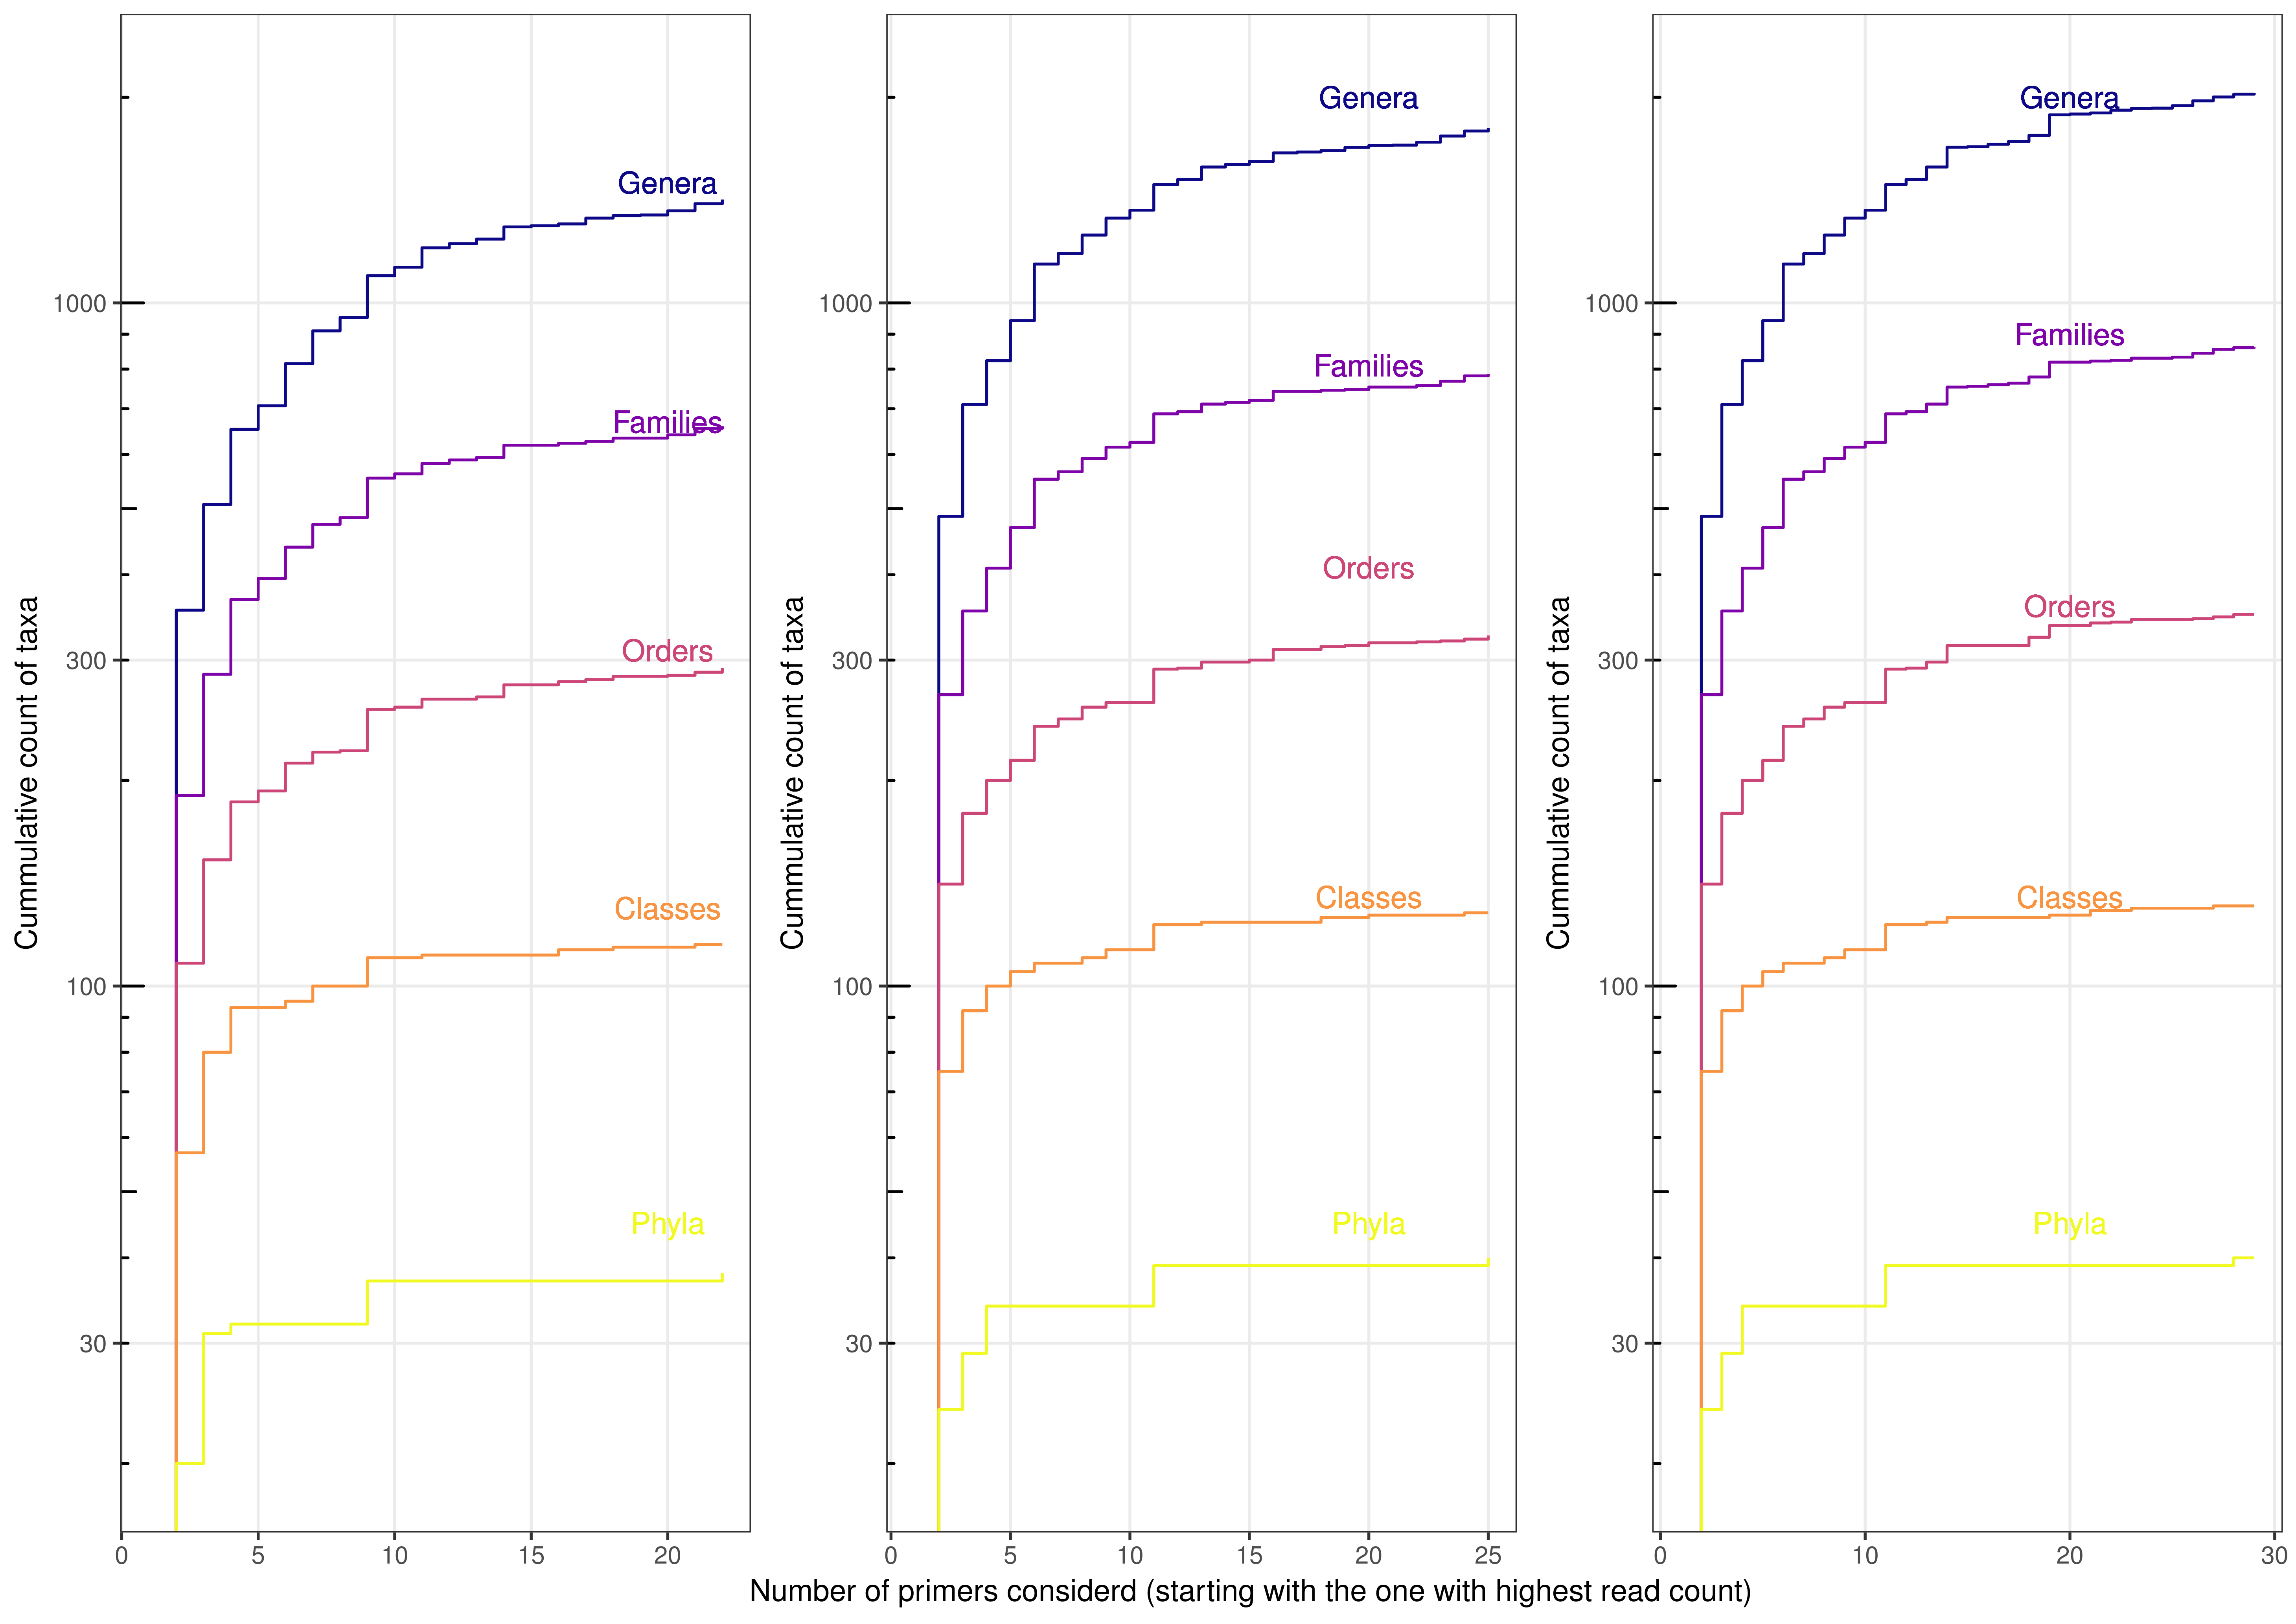 Cummulative count of taxa
1000
300
100
30
Genera
Families
Orders
Classes
Phyla
0 5 10 15 20
Cummulative count of taxa
1000
300
100
30
Genera
Families
Orders
Classes
Phyla
0 5 10 15 20 25
Cummulative count of taxa
1000
300
100
30
Genera
Families
Orders
Classes
Phyla
0 10 20 30
Number of primers considerd (starting with the one with highest read count)